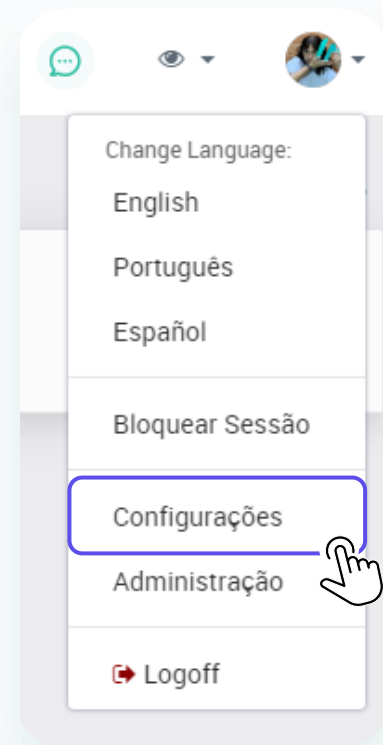 Change Language:
English
Português
Español
Bloquear Sessão
Configurações
Administração
Logoff